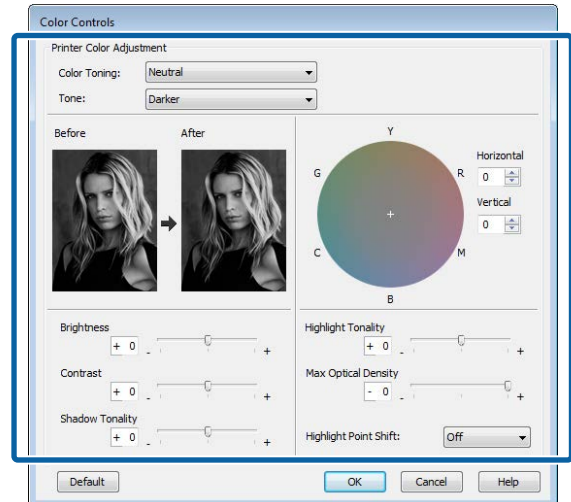 Color Controls
Printer Color Adjustment
Color Toning: Neutral
Tone: Darker
Before After
Y
G R
C M
B
Horizontal
0
Vertical
0
Brightness
+ 0 - +
Contrast
+ 0 - +
Shadow Tonality
+ 0 - +
Highlight Tonality
+ 0 - +
Max Optical Density
- 0 - +
Highlight Point Shift: Off
Default OK Cancel Help